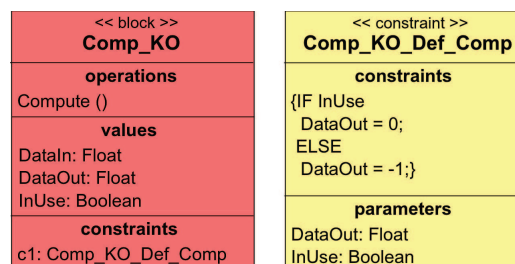 << block >>
Comp_KO
operations
Compute ()
values
DataIn: Float
DataOut: Float
InUse: Boolean
constraints
c1: Comp_KO_Def_Comp
<< constraint >>
Comp_KO_Def_Comp
constraints
{IF InUse
DataOut = 0;
ELSE
DataOut = -1;}
parameters
DataOut: Float
InUse: Boolean